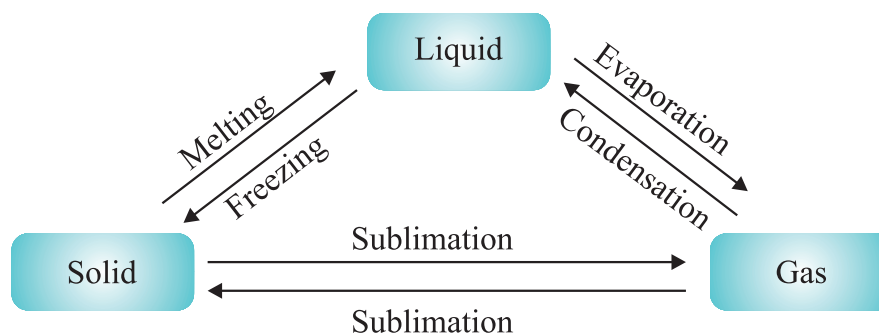 Liquid
Melting
Freezing
Evaporation
Condensation
Solid
Sublimation
Sublimation
Gas